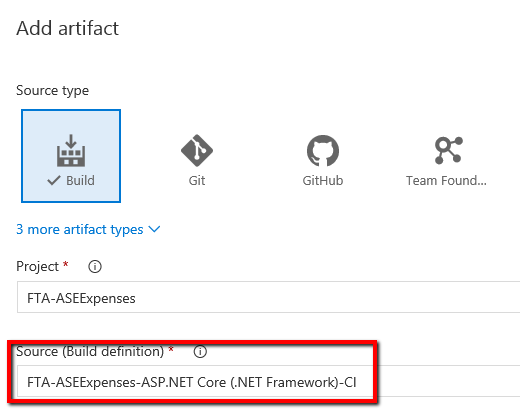 Add artifact
Source type
Build
Git
GitHub
Team Found...
3 more artifact types
Project *
FTA-ASEExpenses
Source (Build definition) *
FTA-ASEExpenses-ASP.NET Core (.NET Framework)-CI